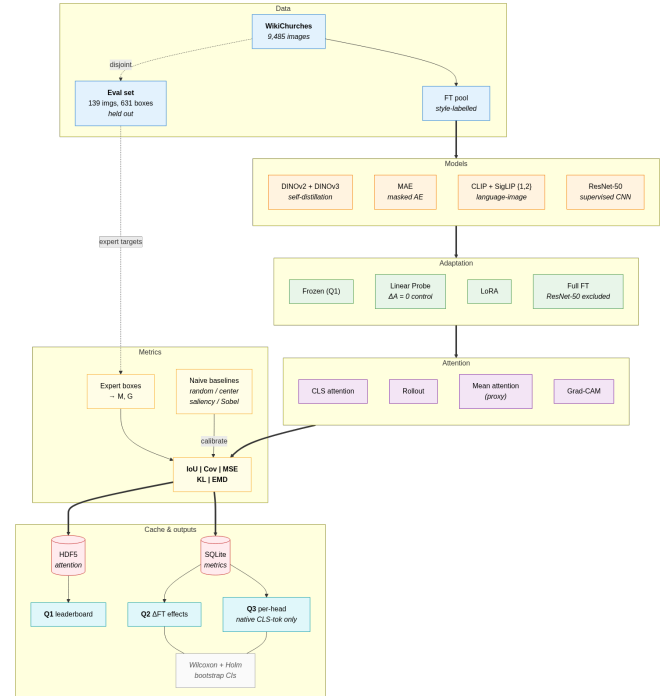 Data
WikiChurches
9,485 images
disjoint
Eval set
139 imgs, 631 boxes
held out
FT pool
style-labelled
Models
DINOv2 + DINOv3
self-distillation
MAE
masked AE
CLIP + SigLIP {1,2}
language-image
ResNet-50
supervised CNN
expert targets
Adaptation
Frozen (Q1)
Linear Probe
ΔA = 0 control
LoRA
Full FT
ResNet-50 excluded
Metrics
Expert boxes
→ M, G
Naive baselines
random / center
saliency / Sobel
Attention
CLS attention
Rollout
Mean attention
(proxy)
Grad-CAM
calibrate
IoU | Cov | MSE
KL | EMD
Cache & outputs
HDF5
attention
SQLite
metrics
Q1 leaderboard
Q2 ΔFT effects
Q3 per-head
native CLS-tok only
Wilcoxon + Holm
bootstrap CIs